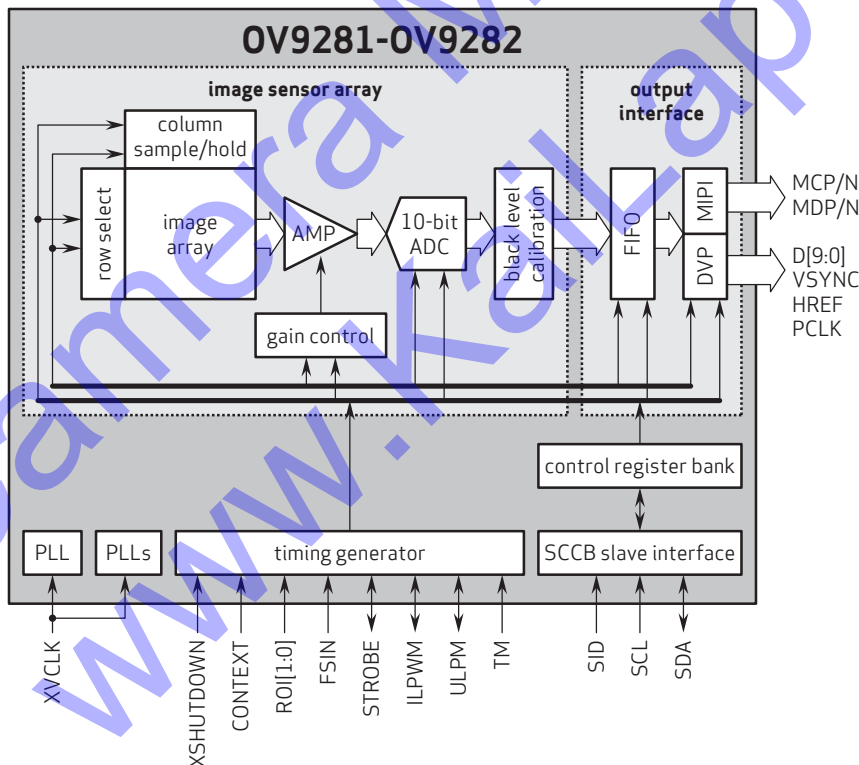 OV9281-OV9282
image sensor array
output
interface
column
sample/hold
row select
image
array
AMP
10-bit
ADC
black level
calibration
FIFO
MIPI
DVP
MCP/N
MDP/N
D[9:0]
VSYNC
HREF
PCLK
gain control
control register bank
PLL
PLLs
timing generator
SCCB slave interface
XVCLK
XSHUTDOWN
CONTEXT
ROI[1:0]
FSIN
STROBE
ILPWM
ULPM
TM
SID
SCL
SDA
amera M
www.KaiLap